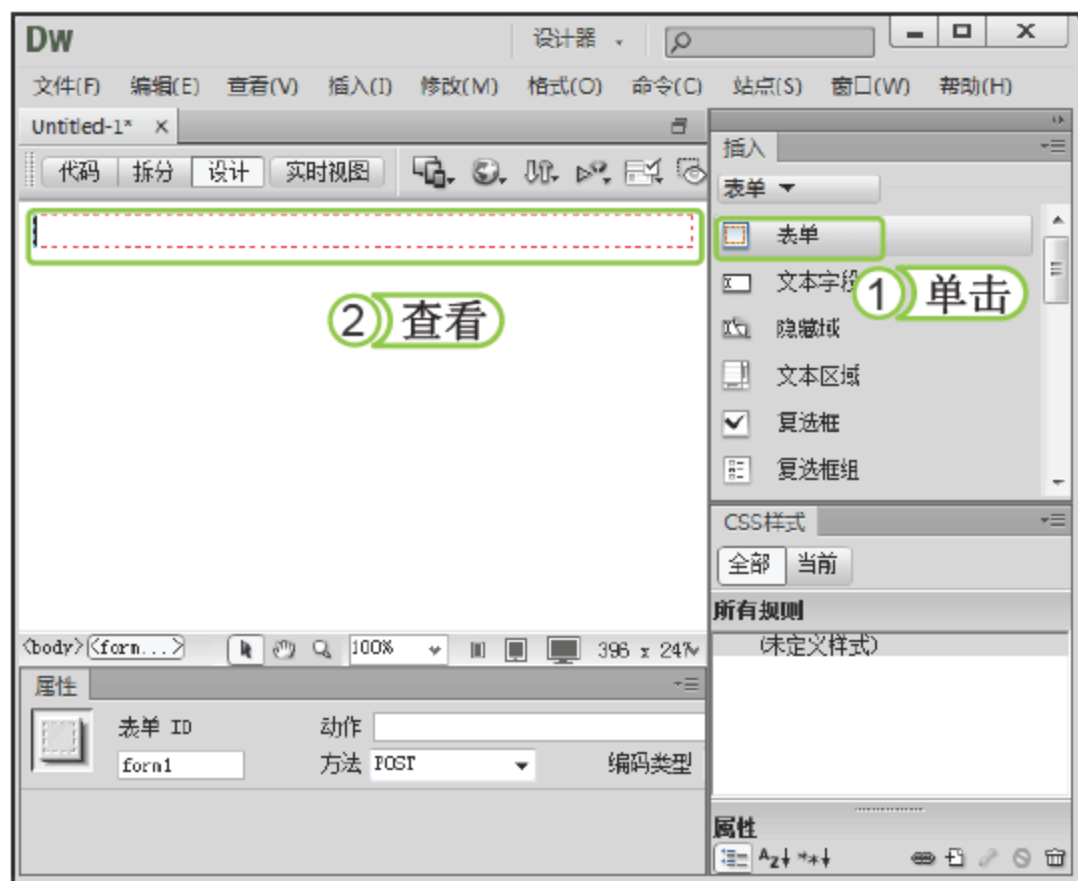 Dw 设计器
文件(F) 编辑(E) 查看(V) 插入(I) 修改(M) 格式(O) 命令(C) 站点(S) 窗口(W) 帮助(H)
Untitled-1*
代码 拆分 设计 实时视图
② 查看
<body><form...> 100% 396 x 247
属性
表单 ID 动作
form1 方法 POST 编码类型
插入
表单
表单
① 单击
文本字段
隐藏域
文本区域
复选框
复选框组
CSS样式
全部 当前
所有规则
(未定义样式)
属性